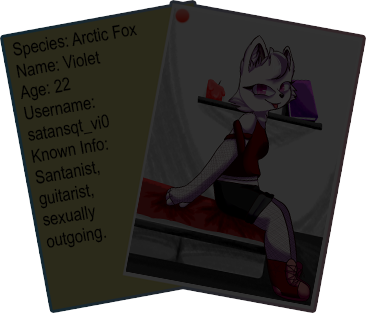 Species: Arctic Fox
Name: Violet
Age: 22
Username:
satansqt_vi0
Known Info:
Santanist,
guitarist,
sexually
outgoing.